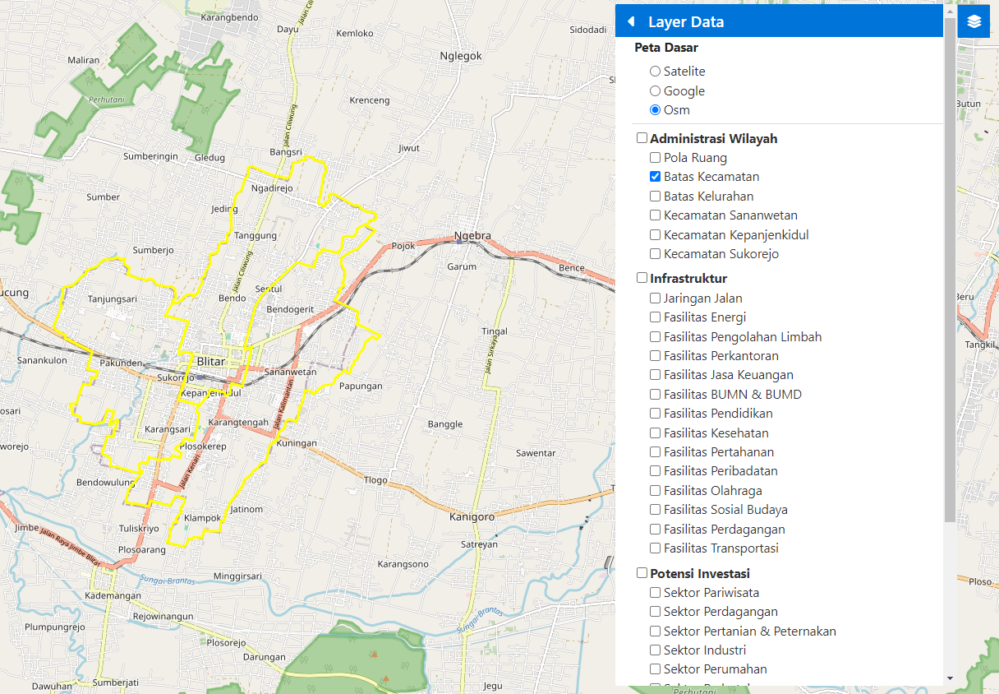 Karangbendo
Jalan Ciliwung
Dayu
Kemloko
Sidodadi
Maliran
Nglegok
Perhutani
Krenceng
Jalan Ciliwung
Sumberingin
Gledug
Bangsri
Jiwut
Ngadirejo
Sumber
Jeding
Tanggung
Sumberjo
Pojok
Ngebra
Garum
Bence
Jalan Ciliwung
Tanjungsari
Bendo
Sentul
Bendogerit
Tingal
Jalan Sirkaya
Sanankulon
Pakunden
Blitar
Sukorejo
Sananwetan
Papungan
Kepanjenkidul
Jalan Kalimantan
Karangsari
Karangtengah
Banggle
Plosokerep
Kuningan
Sawentar
Bendowulung
Jalan Kenari
Tlogo
Klampok
Jatinom
Kanigoro
Jimbe
Jalan Raya Jimbe Blitar
Tuliskriyo
Plosoarang
Satreyan
Karangsono
Minggirsari
Sungai Brantas
Kademangan
Rejowinangun
Sungai Brantas
Plumpungrejo
Plosorejo
Darungan
Dawuhan
Sumberjati
Jegu
Butun
Tangkil
Ploso
Layer Data
Peta Dasar
Satelite
Google
Osm
Administrasi Wilayah
Pola Ruang
Batas Kecamatan
Batas Kelurahan
Kecamatan Sananwetan
Kecamatan Kepanjenkidul
Kecamatan Sukorejo
Infrastruktur
Jaringan Jalan
Fasilitas Energi
Fasilitas Pengolahan Limbah
Fasilitas Perkantoran
Fasilitas Jasa Keuangan
Fasilitas BUMN & BUMD
Fasilitas Pendidikan
Fasilitas Kesehatan
Fasilitas Pertahanan
Fasilitas Peribadatan
Fasilitas Olahraga
Fasilitas Sosial Budaya
Fasilitas Perdagangan
Fasilitas Transportasi
Potensi Investasi
Sektor Pariwisata
Sektor Perdagangan
Sektor Pertanian & Peternakan
Sektor Industri
Sektor Perumahan